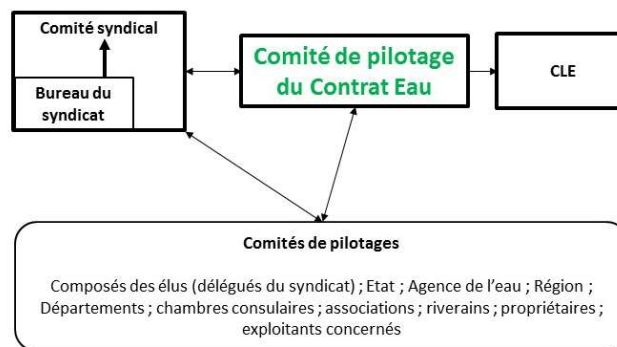 Comité syndical
Bureau du
syndicat
Comité de pilotage
du Contrat Eau
CLE
Comités de pilotages
Composés des élus (délégués du syndicat) ; Etat ; Agence de l'eau ; Région ;
Départements ; chambres consulaires ; associations ; riverains ; propriétaires ;
exploitants concernés